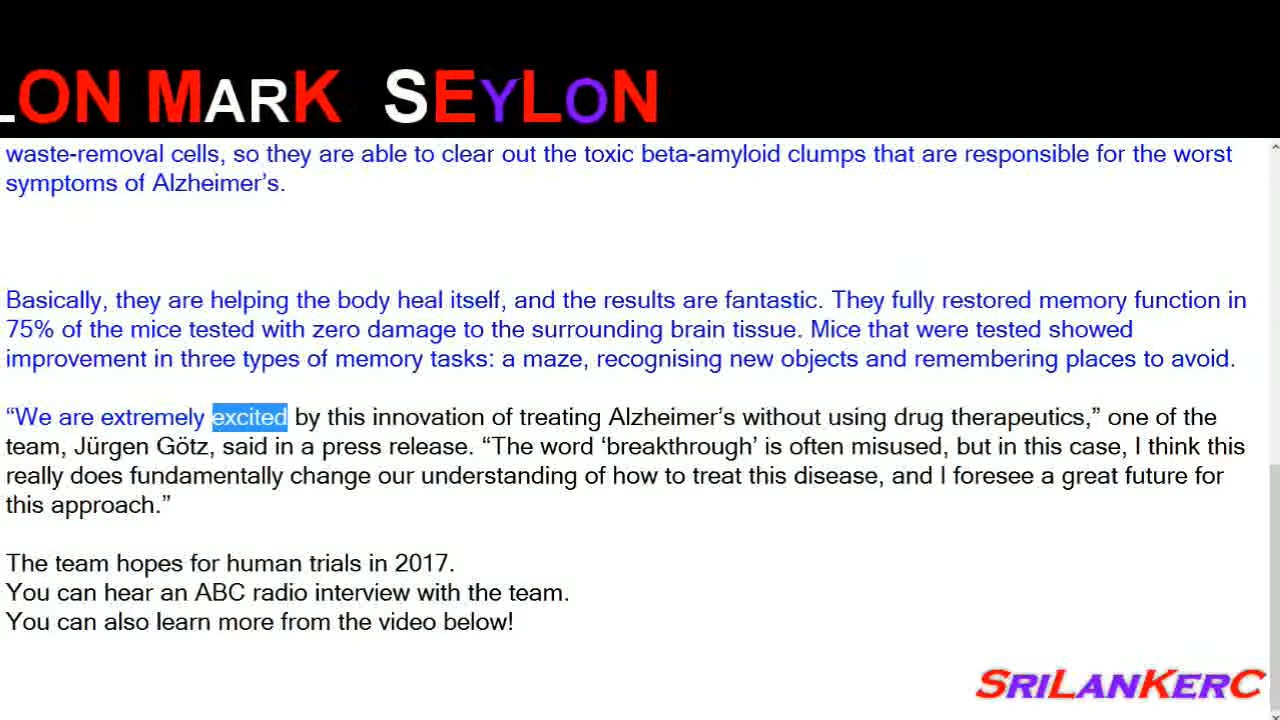 LON MARK SEYLON
waste-removal cells, so they are able to clear out the toxic beta-amyloid clumps that are responsible for the worst
symptoms of Alzheimer’s.
Basically, they are helping the body heal itself, and the results are fantastic. They fully restored memory function in
75% of the mice tested with zero damage to the surrounding brain tissue. Mice that were tested showed
improvement in three types of memory tasks: a maze, recognising new objects and remembering places to avoid.
“We are extremely excited by this innovation of treating Alzheimer’s without using drug therapeutics,” one of the
team, Jürgen Götz, said in a press release. “The word ‘breakthrough’ is often misused, but in this case, I think this
really does fundamentally change our understanding of how to treat this disease, and I foresee a great future for
this approach.”
The team hopes for human trials in 2017.
You can hear an ABC radio interview with the team.
You can also learn more from the video below!
SRILANKERC